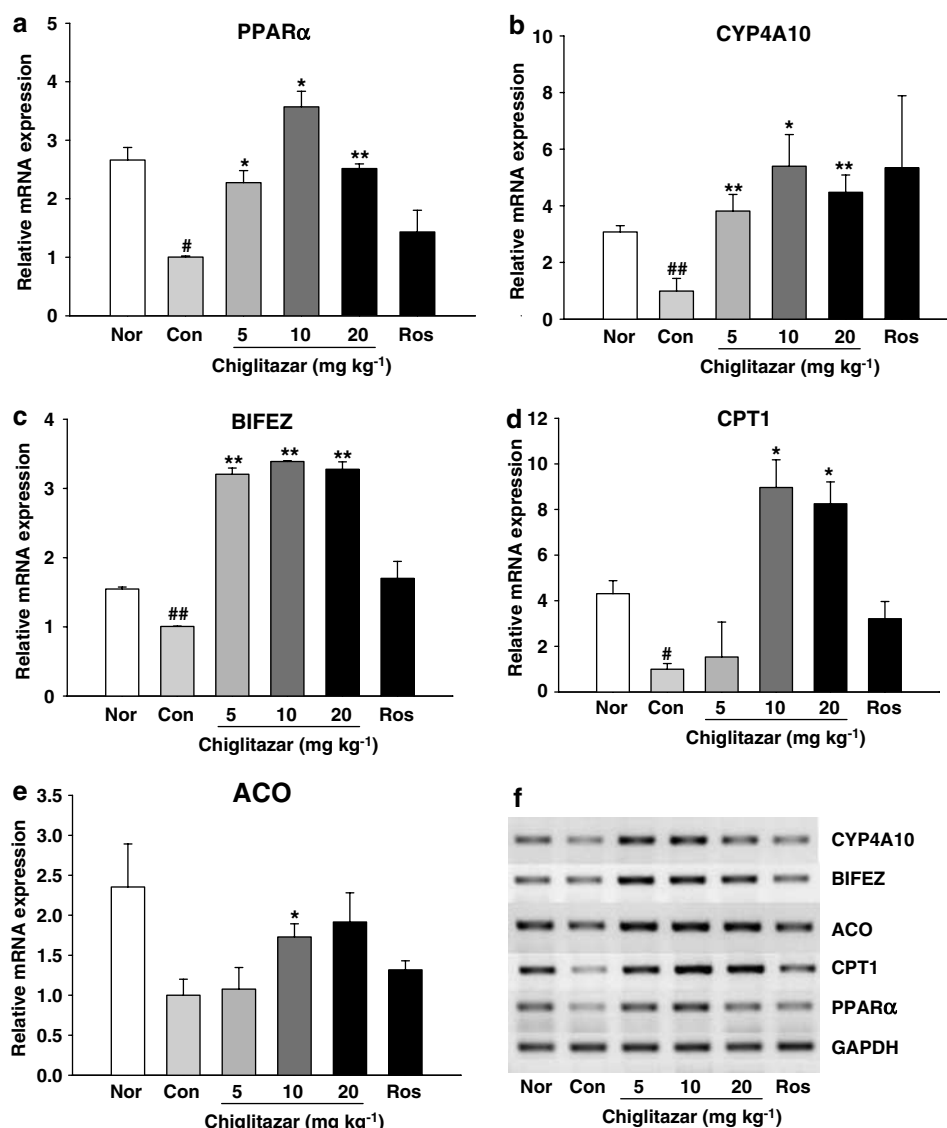 a
PPARα
Relative mRNA expression
5
4
3
2
1
0
*
*
**
#
Nor Con 5 10 20 Ros
Chiglitazar (mg kg-1)
b
CYP4A10
Relative mRNA expression
10
8
6
4
2
0
*
**
**
##
Nor Con 5 10 20 Ros
Chiglitazar (mg kg-1)
c
BIFEZ
Relative mRNA expression
4
3
2
1
0
** ** **
##
Nor Con 5 10 20 Ros
Chiglitazar (mg kg-1)
d
CPT1
Relative mRNA expression
12
10
8
6
4
2
0
* *
#
Nor Con 5 10 20 Ros
Chiglitazar (mg kg-1)
e
ACO
Relative mRNA expression
3.5
3.0
2.5
2.0
1.5
1.0
0.5
0.0
*
Nor Con 5 10 20 Ros
Chiglitazar (mg kg-1)
f
CYP4A10
BIFEZ
ACO
CPT1
PPARα
GAPDH
Nor Con 5 10 20 Ros
Chiglitazar (mg kg-1)